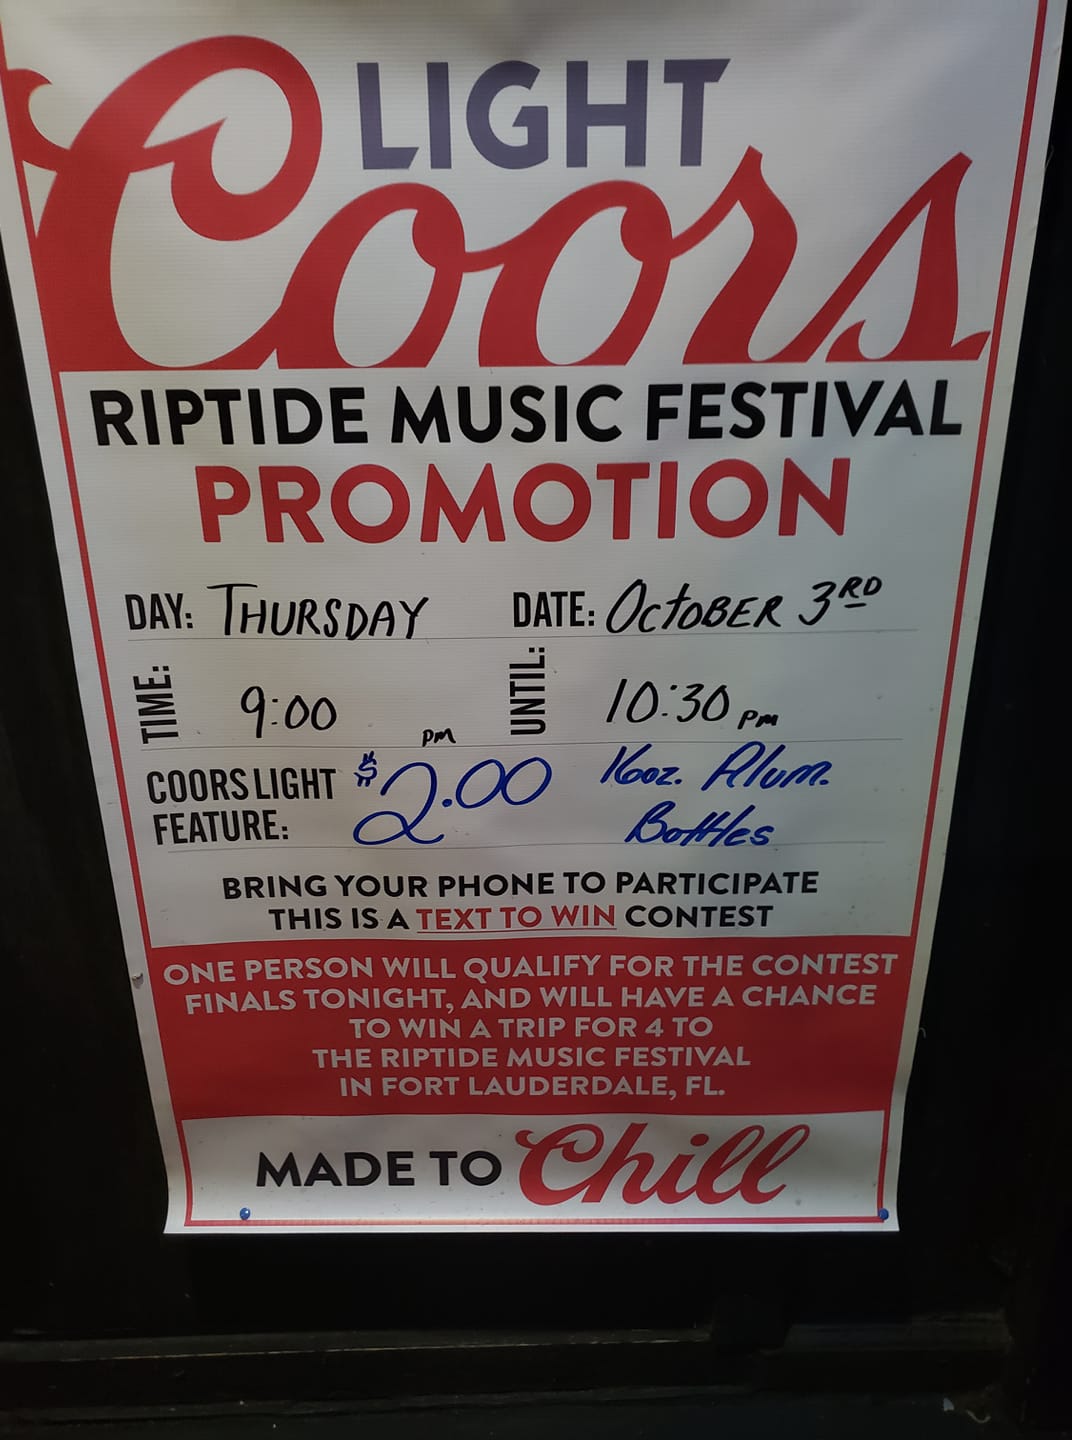 LIGHT
Coors
RIPTIDE MUSIC FESTIVAL
PROMOTION
DAY: THURSDAY DATE: OCTOBER 3RD
TIME: 9:00 PM UNTIL: 10:30 PM
COORS LIGHT FEATURE: $2.00 16oz. Alum. Bottles
BRING YOUR PHONE TO PARTICIPATE
THIS IS A TEXT TO WIN CONTEST
ONE PERSON WILL QUALIFY FOR THE CONTEST
FINALS TONIGHT, AND WILL HAVE A CHANCE
TO WIN A TRIP FOR 4 TO
THE RIPTIDE MUSIC FESTIVAL
IN FORT LAUDERDALE, FL.
MADE TO Chill